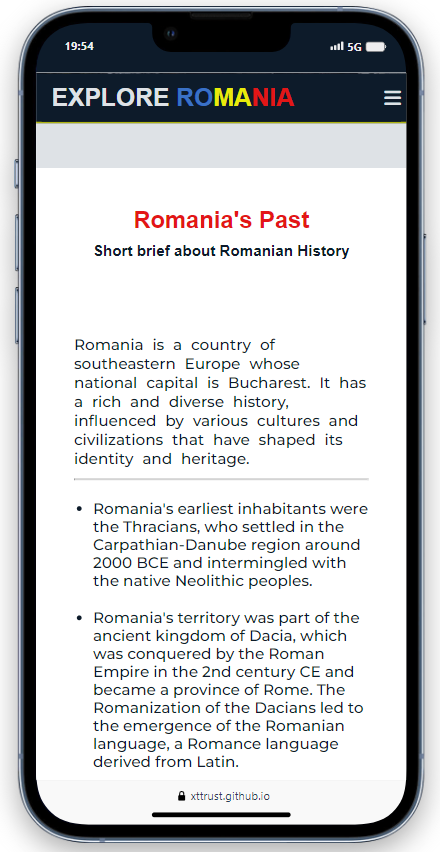 19:54 5G
EXPLORE ROMANIA
Romania's Past
Short brief about Romanian History
Romania is a country of
southeastern Europe whose
national capital is Bucharest. It has
a rich and diverse history,
influenced by various cultures and
civilizations that have shaped its
identity and heritage.
• Romania's earliest inhabitants were
the Thracians, who settled in the
Carpathian-Danube region around
2000 BCE and intermingled with
the native Neolithic peoples.
• Romania's territory was part of the
ancient kingdom of Dacia, which
was conquered by the Roman
Empire in the 2nd century CE and
became a province of Rome. The
Romanization of the Dacians led to
the emergence of the Romanian
language, a Romance language
derived from Latin.
xttrust.github.io